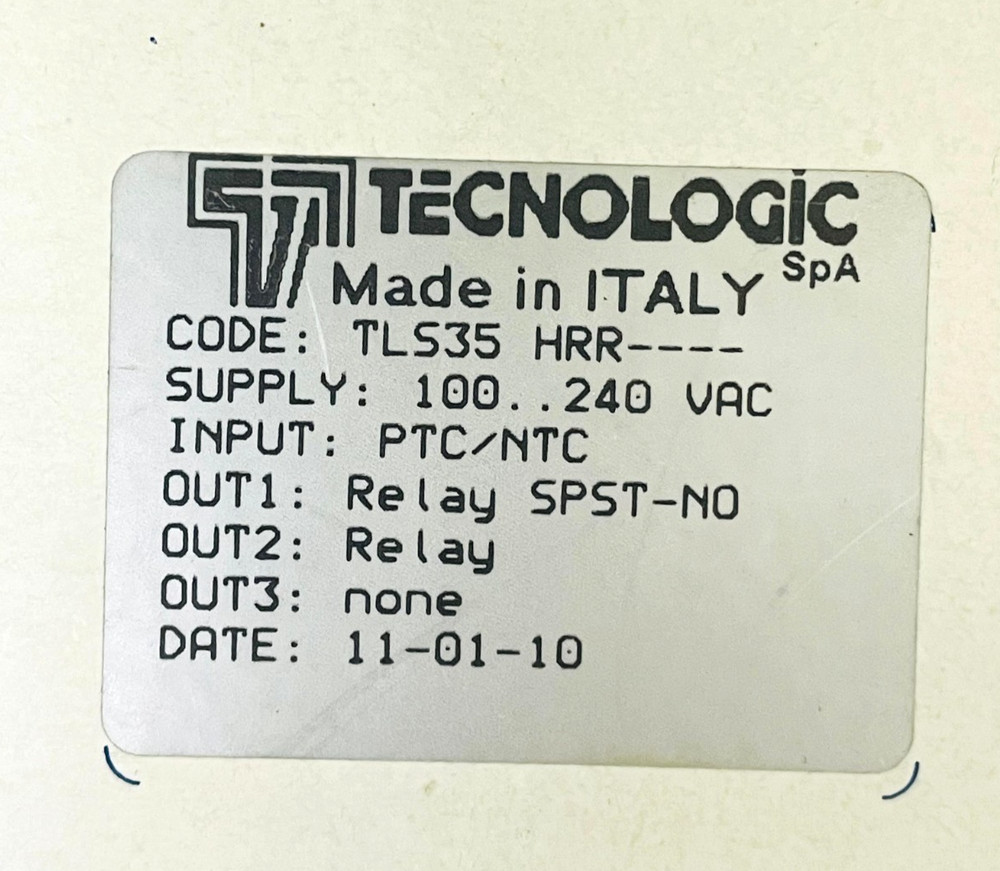 TECNOLOGIC
SpA
Made in ITALY
CODE: TLS35 HRR----
SUPPLY: 100..240 VAC
INPUT: PTC/NTC
OUT1: Relay SPST-NO
OUT2: Relay
OUT3: none
DATE: 11-01-10